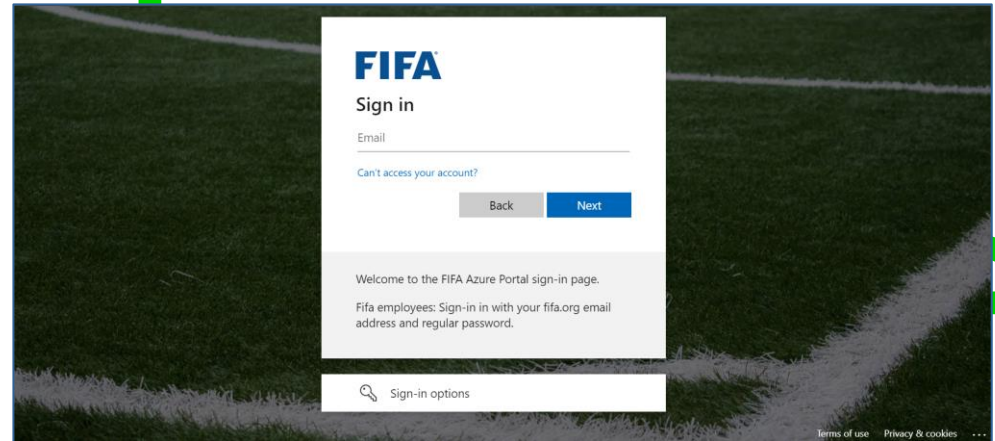 FIFA
Sign in
Email
Can't access your account?
Back Next
Welcome to the FIFA Azure Portal sign-in page.
Fifa employees: Sign-in in with your fifa.org email
address and regular password.
Sign-in options
Terms of use Privacy & cookies ...